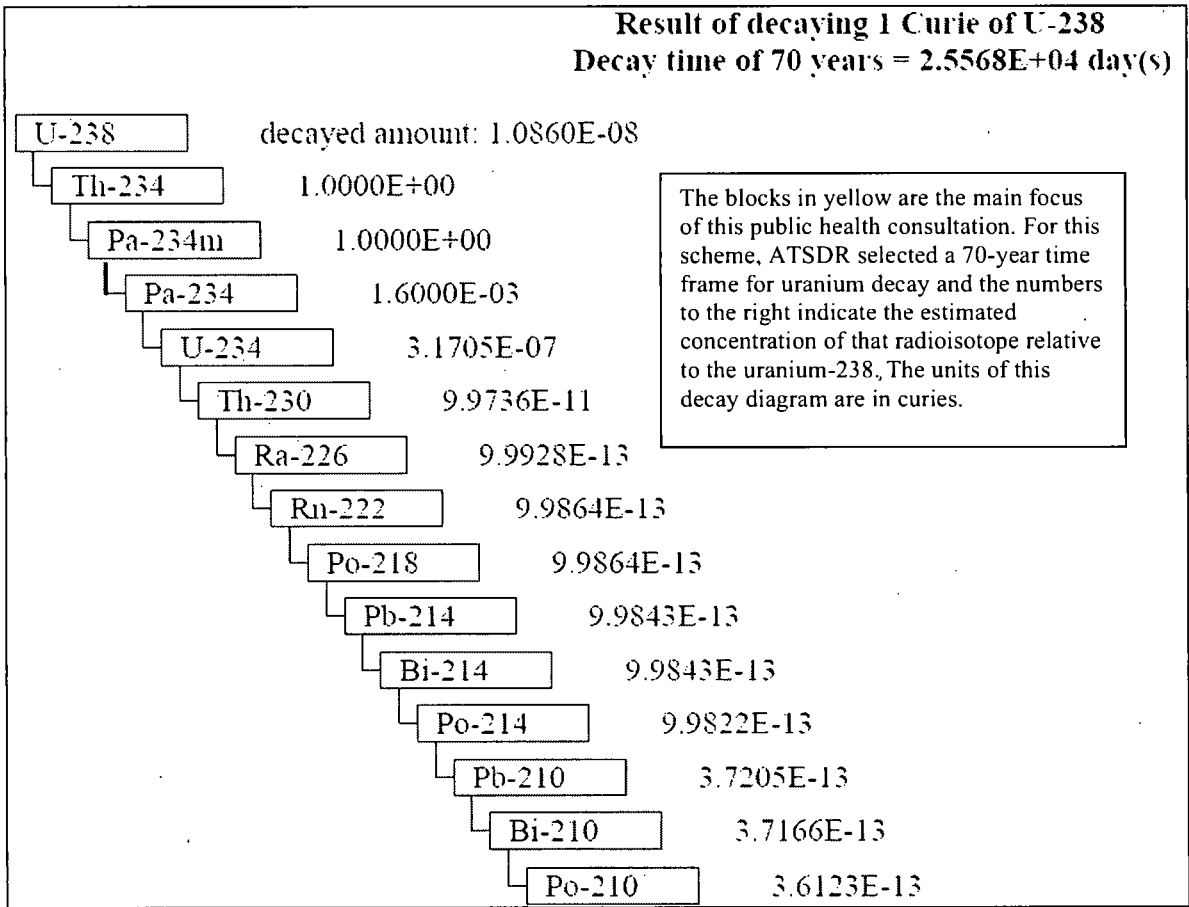 Result of decaying 1 Curie of U-238
Decay time of 70 years = 2.5568E+04 day(s)
U-238 decayed amount: 1.0860E-08
Th-234 1.0000E+00
Pa-234m 1.0000E+00
Pa-234 1.6000E-03
U-234 3.1705E-07
Th-230 9.9736E-11
Ra-226 9.9928E-13
Rn-222 9.9864E-13
Po-218 9.9864E-13
Pb-214 9.9843E-13
Bi-214 9.9843E-13
Po-214 9.9822E-13
Pb-210 3.7205E-13
Bi-210 3.7166E-13
Po-210 3.6123E-13
The blocks in yellow are the main focus
of this public health consultation. For this
scheme, ATSDR selected a 70-year time
frame for uranium decay and the numbers
to the right indicate the estimated
concentration of that radioisotope relative
to the uranium-238., The units of this
decay diagram are in curies.